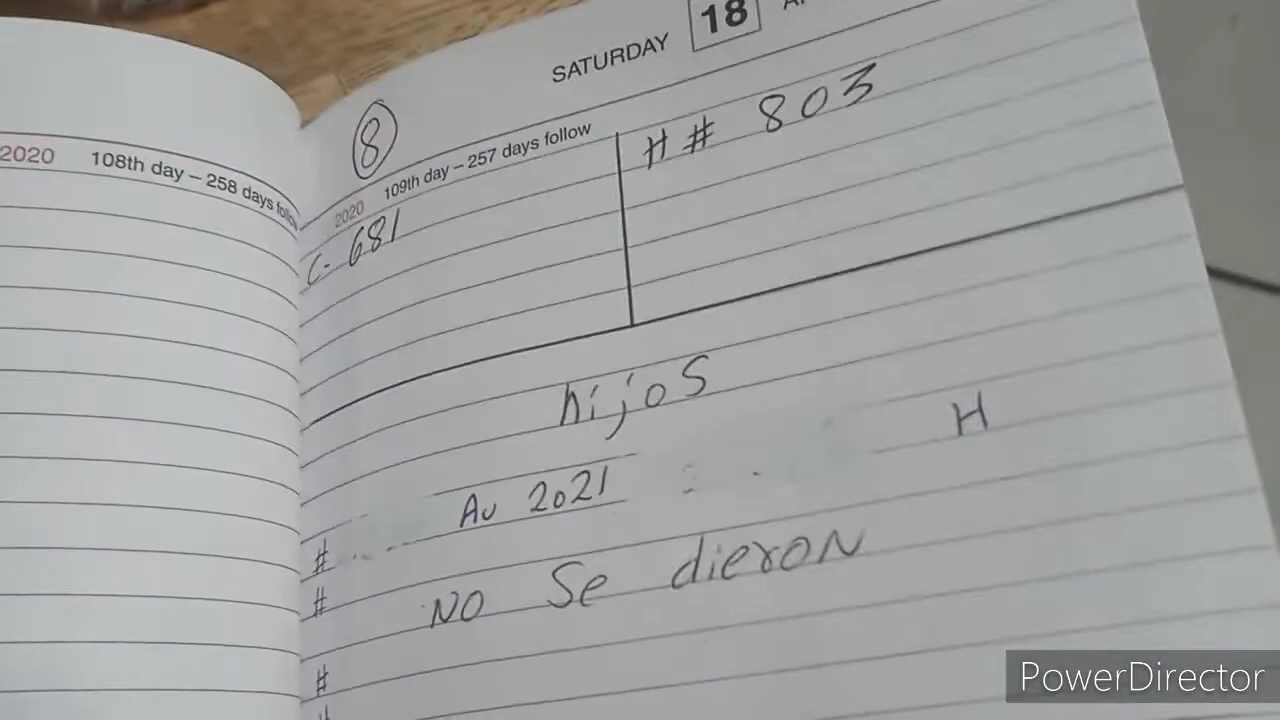 SATURDAY 18
8
2020 109th day – 257 days follow
H # 803
C- 681
2020 108th day – 258 days follow
hijos
H
# Au 2021
# NO Se dieron
#
#
PowerDirector